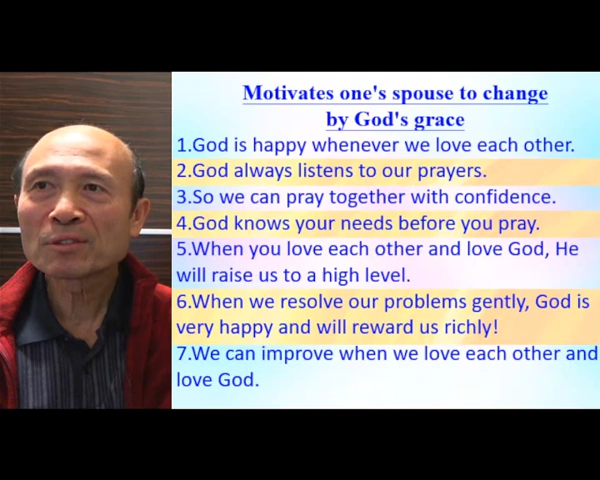 Motivates one's spouse to change
by God's grace
1.God is happy whenever we love each other.
2.God always listens to our prayers.
3.So we can pray together with confidence.
4.God knows your needs before you pray.
5.When you love each other and love God, He
will raise us to a high level.
6.When we resolve our problems gently, God is
very happy and will reward us richly!
7.We can improve when we love each other and
love God.